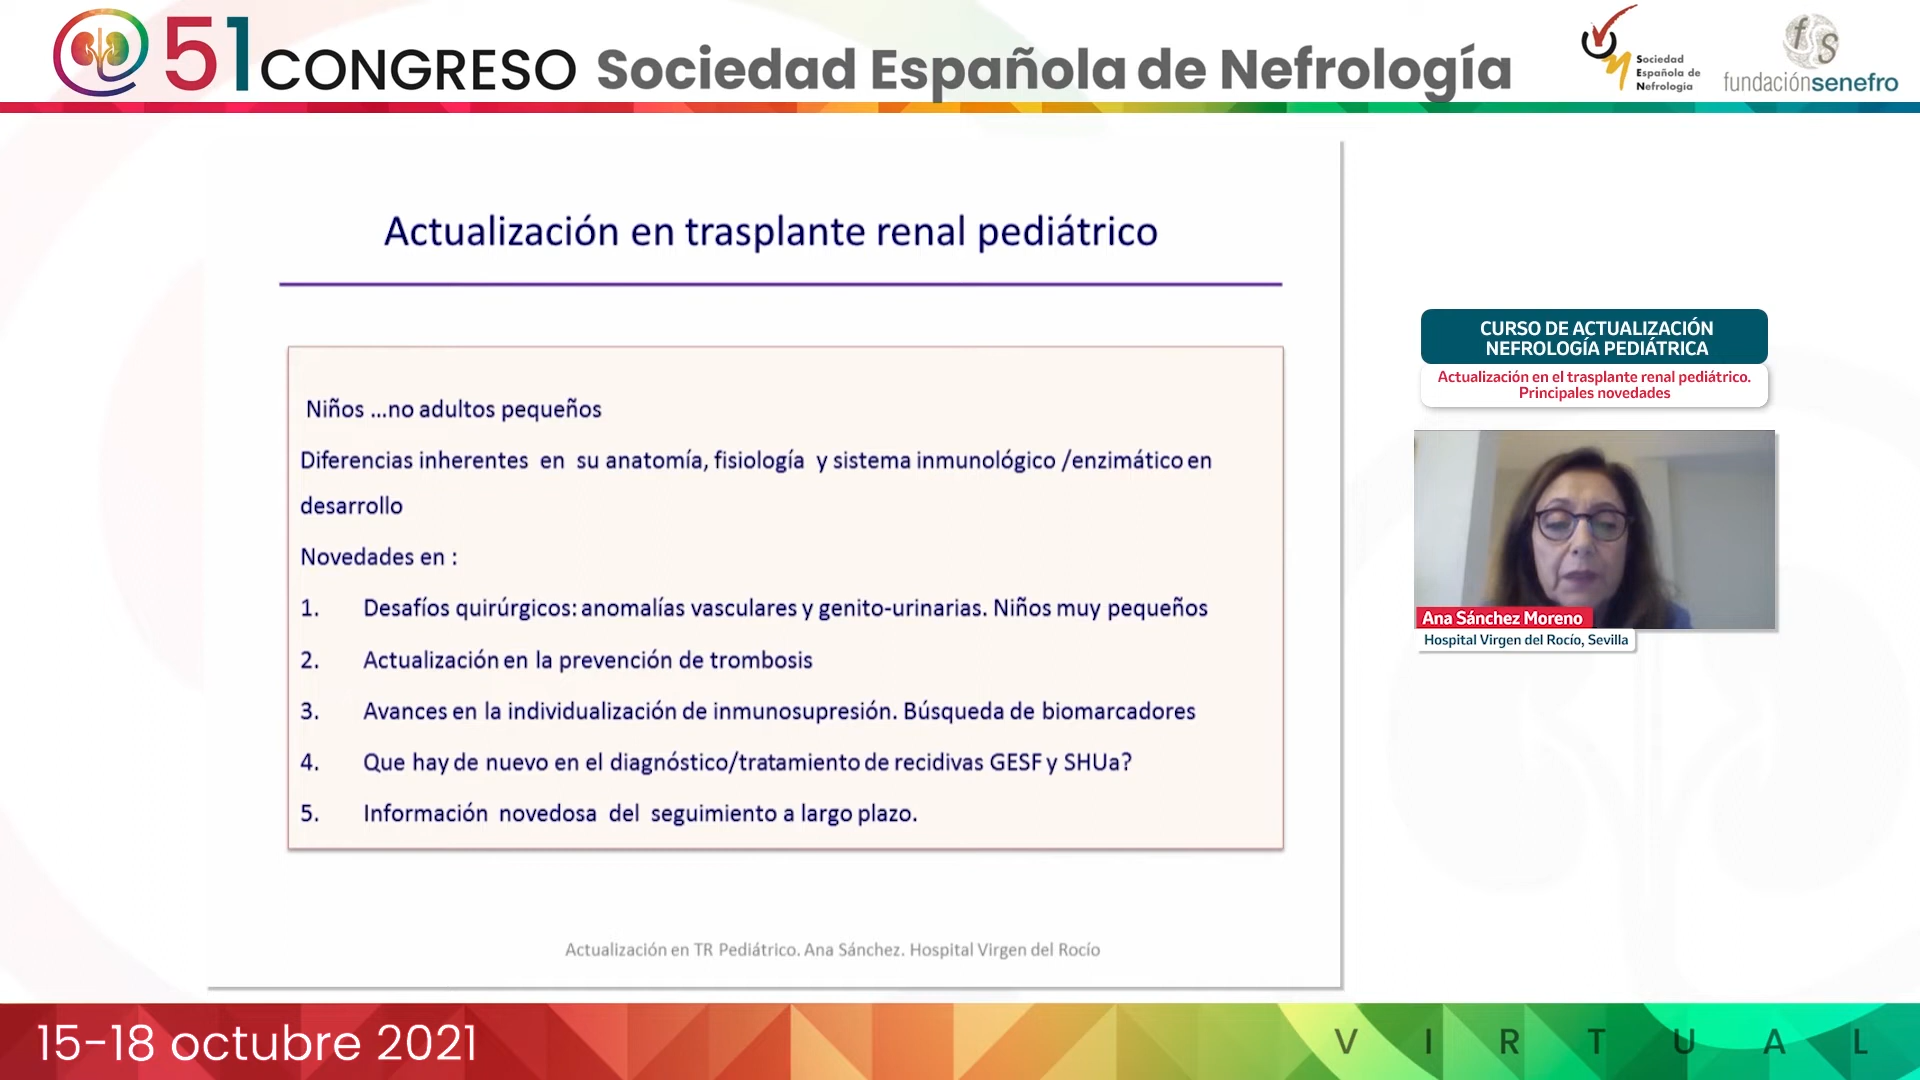 51 CONGRESO Sociedad Española de Nefrología
Sociedad
Española de
Nefrología
fs
fundaciónsenefro
Actualización en trasplante renal pediátrico
Niños ...no adultos pequeños
Diferencias inherentes en su anatomía, fisiología y sistema inmunológico /enzimático en
desarrollo
Novedades en :
1. Desafíos quirúrgicos: anomalías vasculares y genito-urinarias. Niños muy pequeños
2. Actualización en la prevención de trombosis
3. Avances en la individualización de inmunosupresión. Búsqueda de biomarcadores
4. Que hay de nuevo en el diagnóstico/tratamiento de recidivas GESF y SHUa?
5. Información novedosa del seguimiento a largo plazo.
Actualización en TR Pediátrico. Ana Sánchez. Hospital Virgen del Rocío
CURSO DE ACTUALIZACIÓN
NEFROLOGÍA PEDIÁTRICA
Actualización en el trasplante renal pediátrico.
Principales novedades
Ana Sánchez Moreno
Hospital Virgen del Rocío, Sevilla
15-18 octubre 2021
VIRTUAL